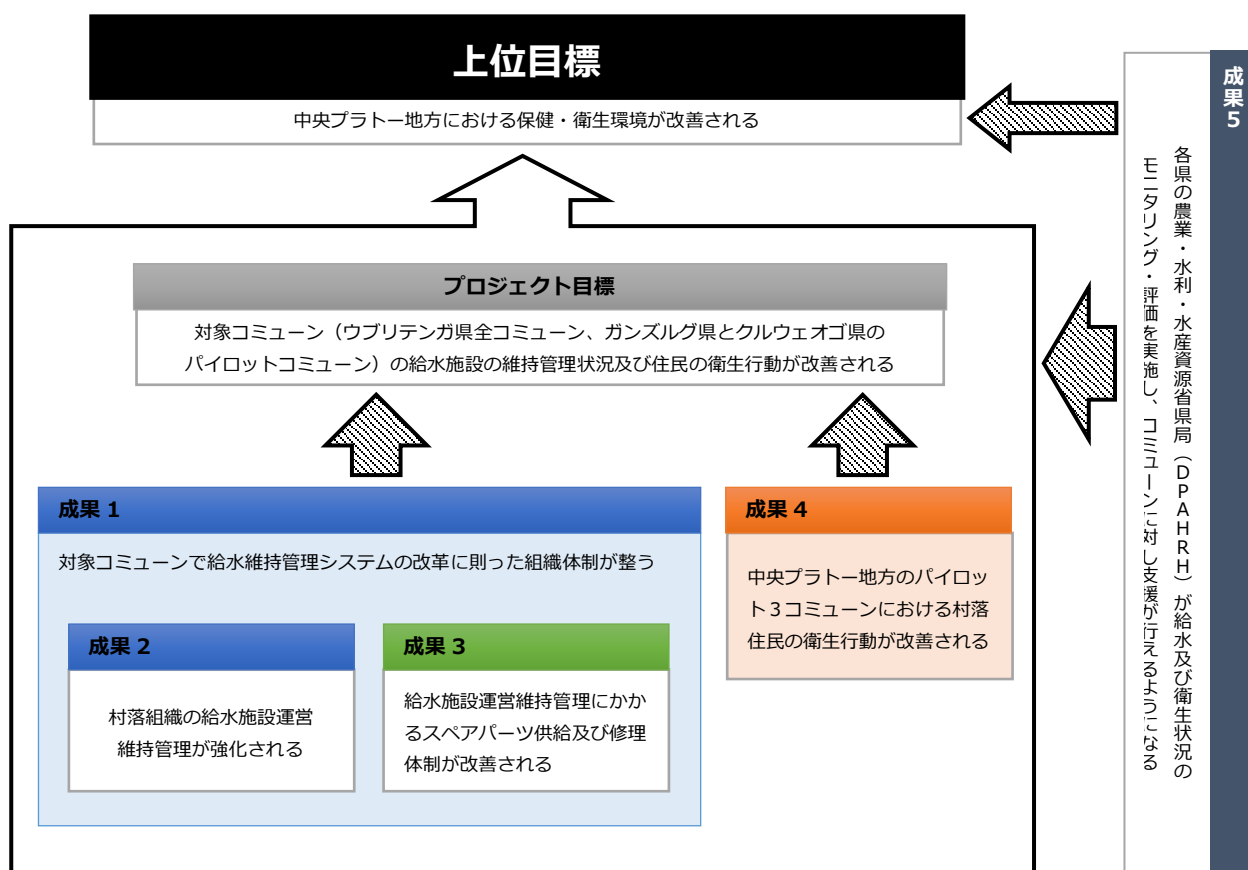 上位目標
中央プラトー地方における保健・衛生環境が改善される
プロジェクト目標
対象コミューン（ウブリテンガ県全コミューン、ガンズルグ県とクルウェオゴ県の
パイロットコミューン）の給水施設の維持管理状況及び住民の衛生行動が改善される
成果 1
対象コミューンで給水維持管理システムの改革に則った組織体制が整う
成果 2
村落組織の給水施設運営
維持管理が強化される
成果 3
給水施設運営維持管理にかか
るスペアパーツ供給及び修理
体制が改善される
成果 4
中央プラトー地方のパイロッ
ト３コミューンにおける村落
住民の衛生行動が改善される
成果５
各県の農業・水利・水産資源省県局（ＤＰＡＨＲＨ）が給水及び衛生状況の
モニタリング・評価を実施し、コミューンに対し支援が行えるようになる